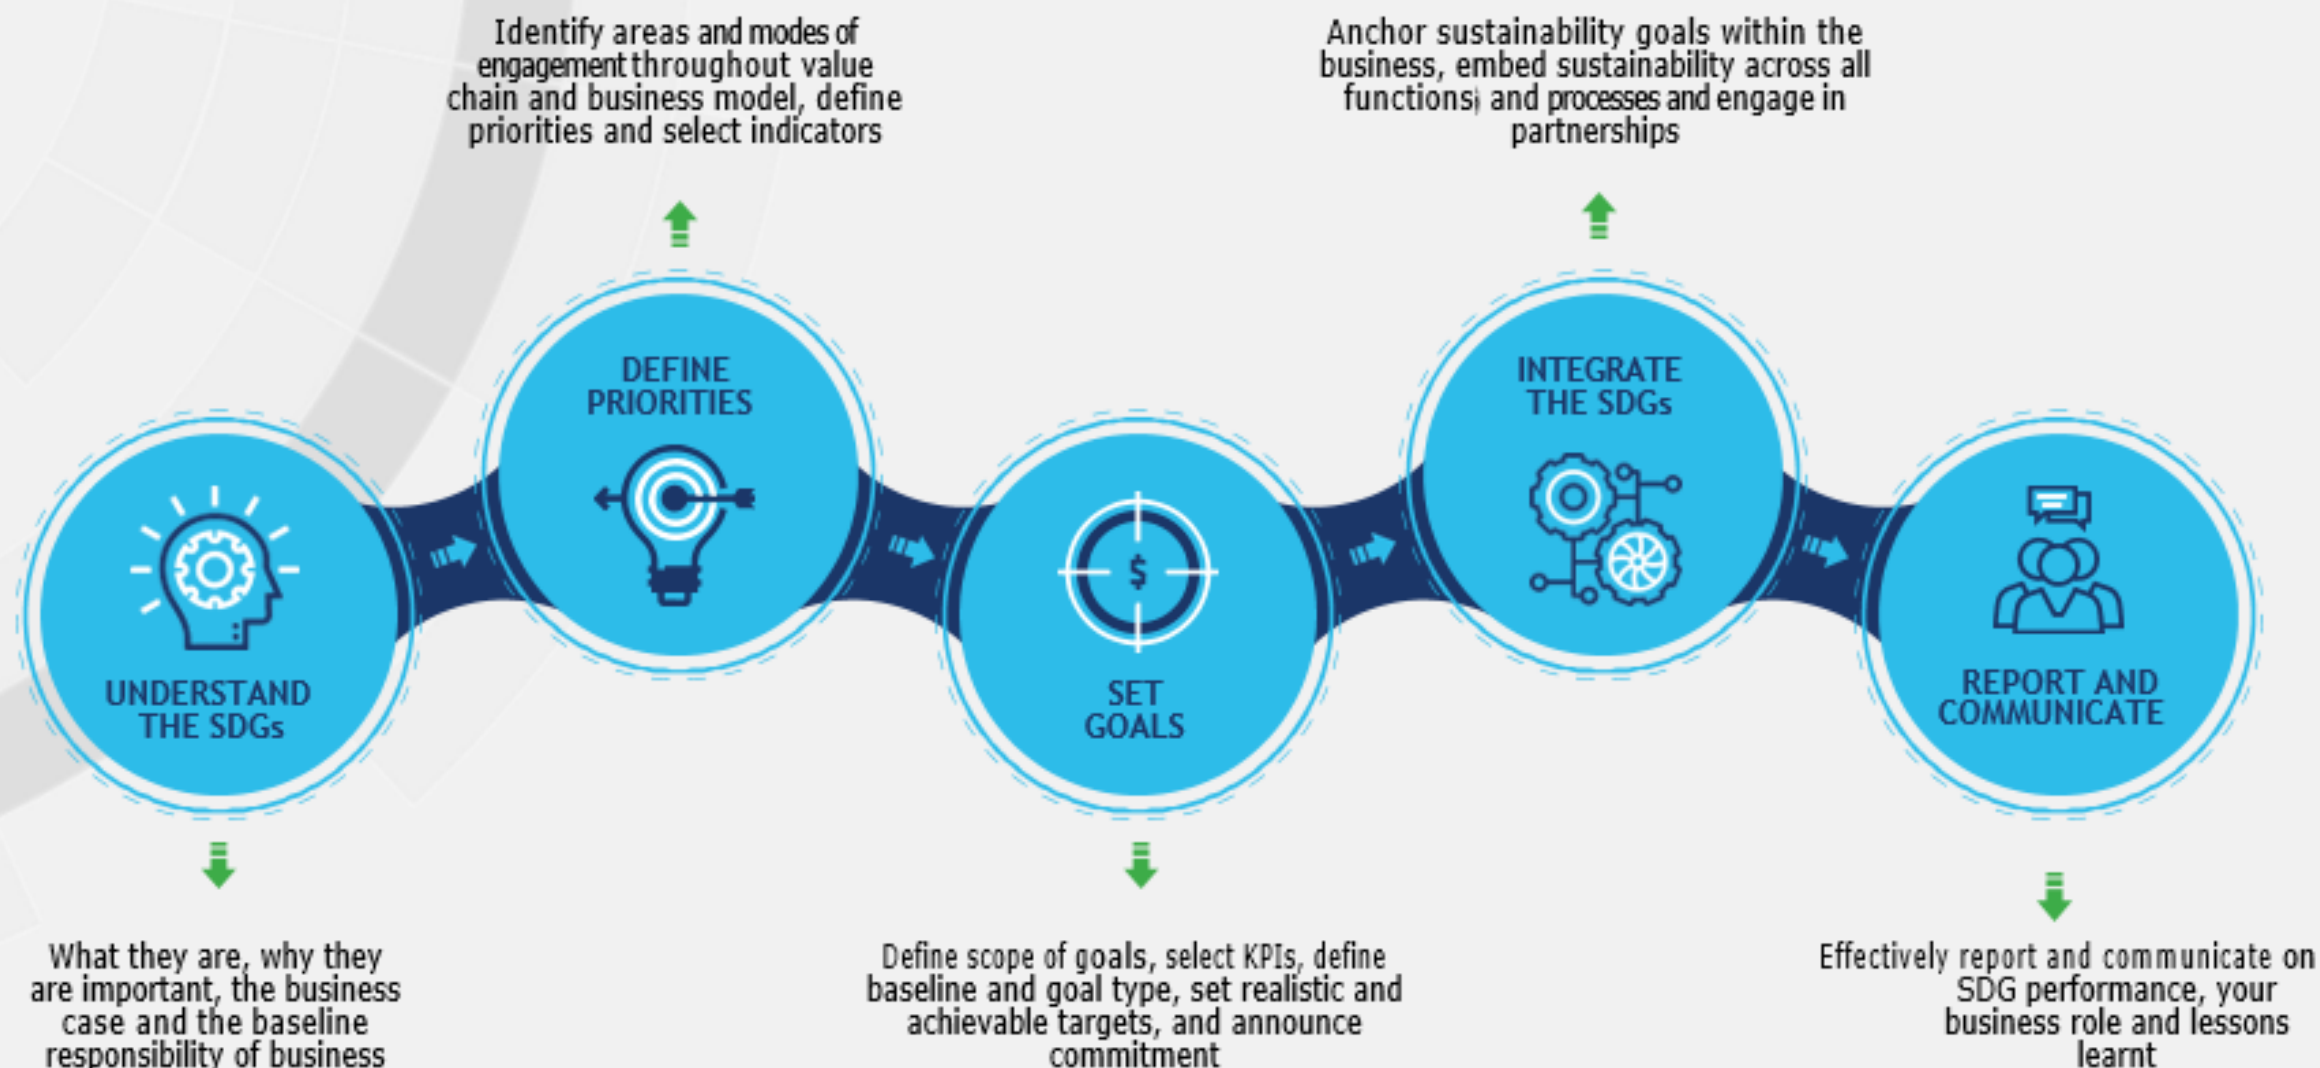 Identify areas and modes of
engagement throughout value
chain and business model, define
priorities and select indicators
Anchor sustainability goals within the
business, embed sustainability across all
functions and processes and engage in
partnerships
DEFINE
PRIORITIES
INTEGRATE
THE SDGs
$
UNDERSTAND
THE SDGs
SET
GOALS
REPORT AND
COMMUNICATE
What they are, why they
are important, the business
case and the baseline
responsibility of business
Define scope of goals, select KPIs, define
baseline and goal type, set realistic and
achievable targets, and announce
commitment
Effectively report and communicate on
SDG performance, your
business role and lessons
learnt